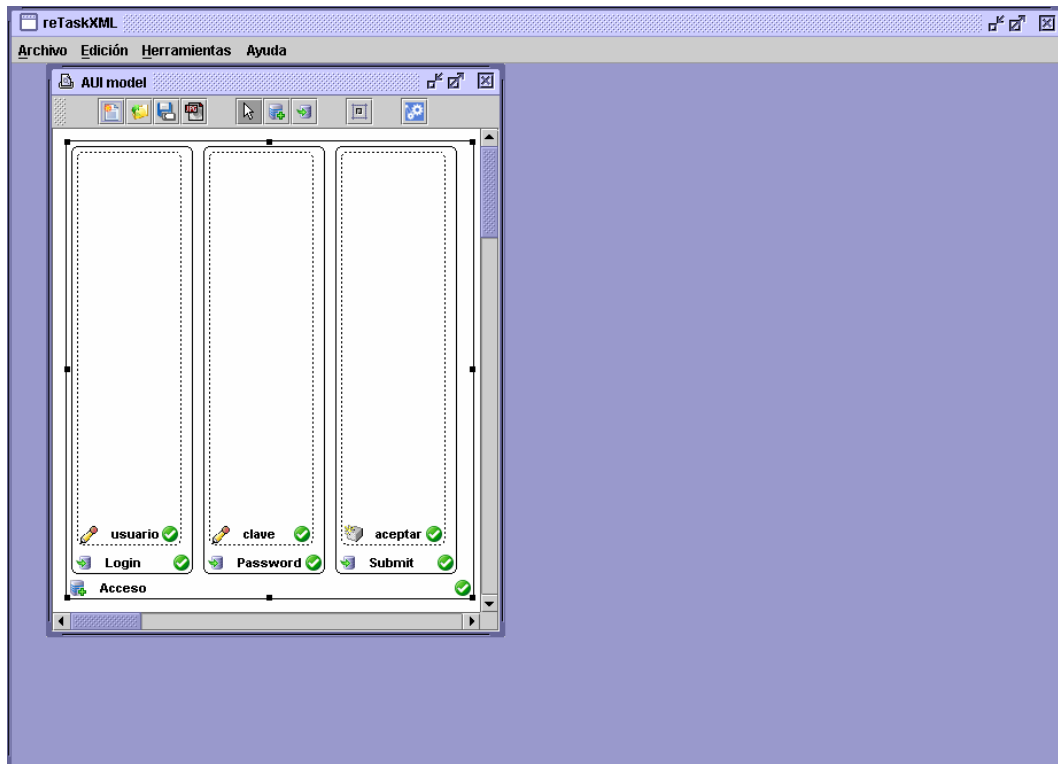 reTaskXML
Archivo Edición Herramientas Ayuda
AUI model
usuario clave aceptar
Login Password Submit
Acceso